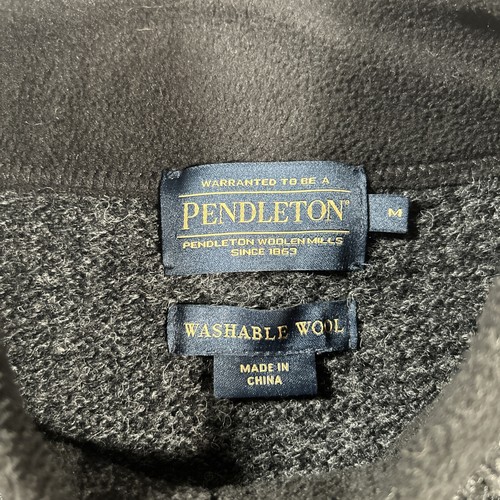 WARRANTED TO BE A
PENDLETON®
M
PENDLETON WOOLEN MILLS
SINCE 1863
WASHABLE WOOL
MADE IN
CHINA